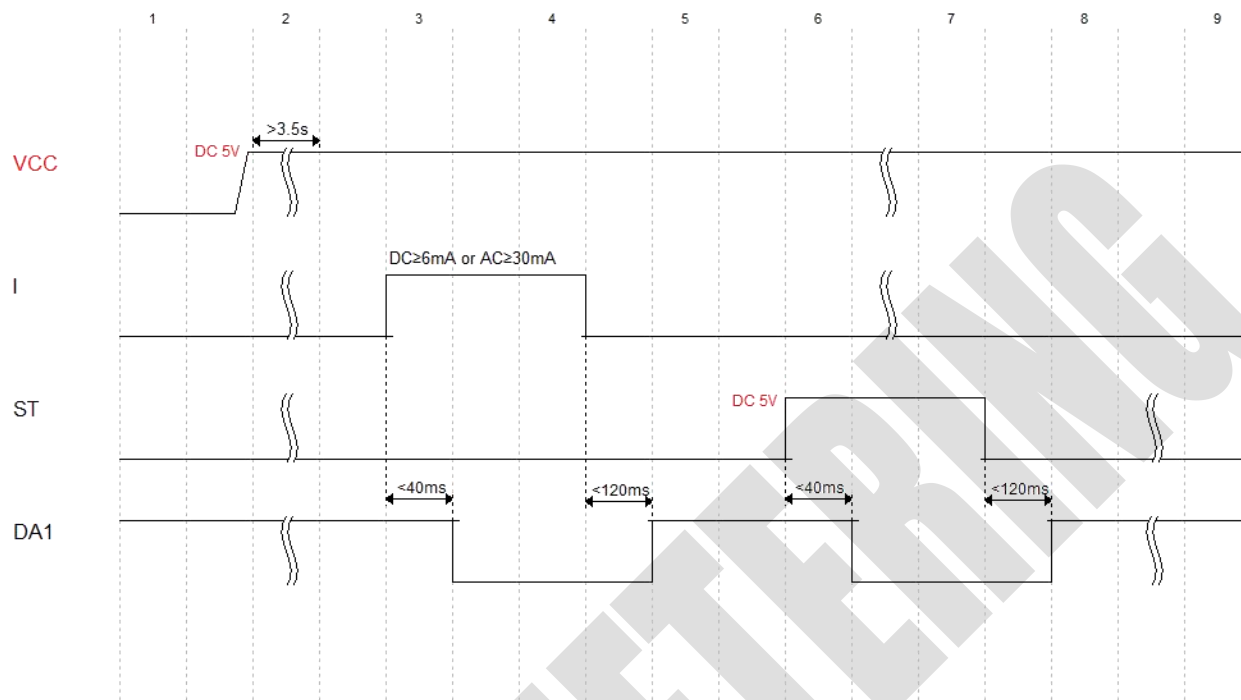 1 2 3 4 5 6 7 8 9
>3.5s
DC 5V
VCC
DC≥6mA or AC≥30mA
I
ST
DC 5V
<40ms <120ms <40ms <120ms
DA1
ETERING